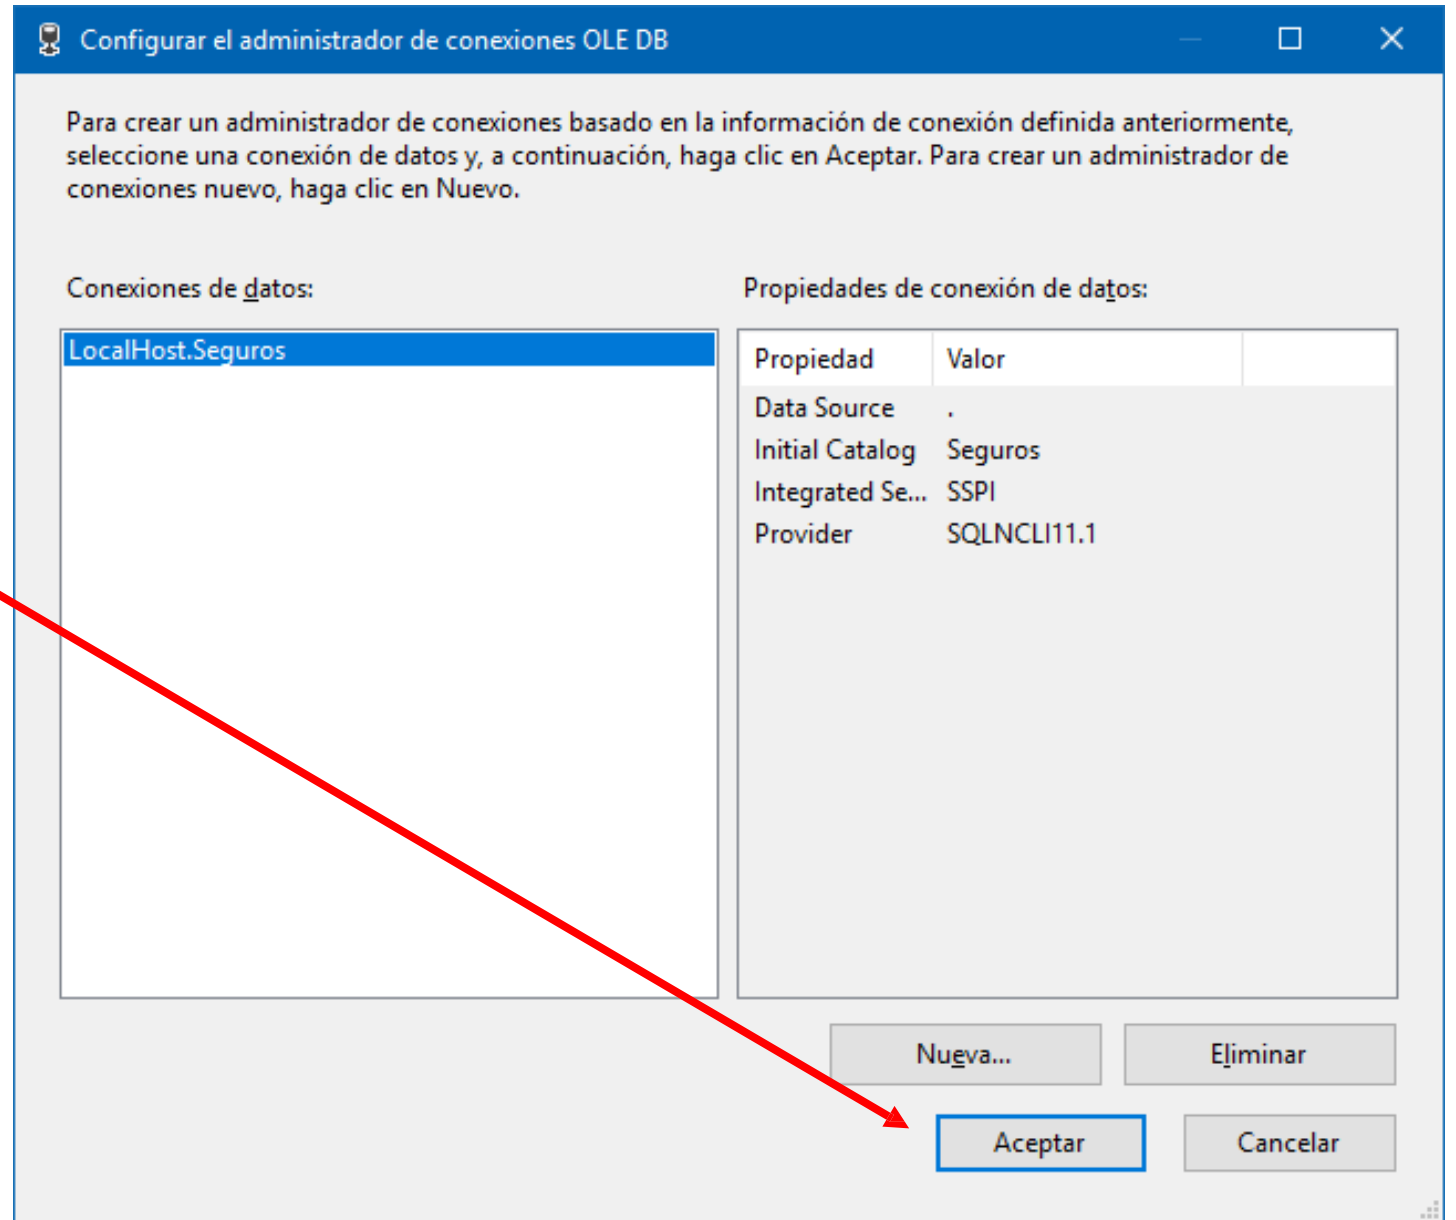 Configurar el administrador de conexiones OLE DB
Para crear un administrador de conexiones basado en la información de conexión definida anteriormente,
seleccione una conexión de datos y, a continuación, haga clic en Aceptar. Para crear un administrador de
conexiones nuevo, haga clic en Nuevo.
Conexiones de datos:
Propiedades de conexión de datos:
LocalHost.Seguros
Propiedad Valor
Data Source .
Initial Catalog Seguros
Integrated Se... SSPI
Provider SQLNCLI11.1
Nueva... Eliminar
Aceptar Cancelar